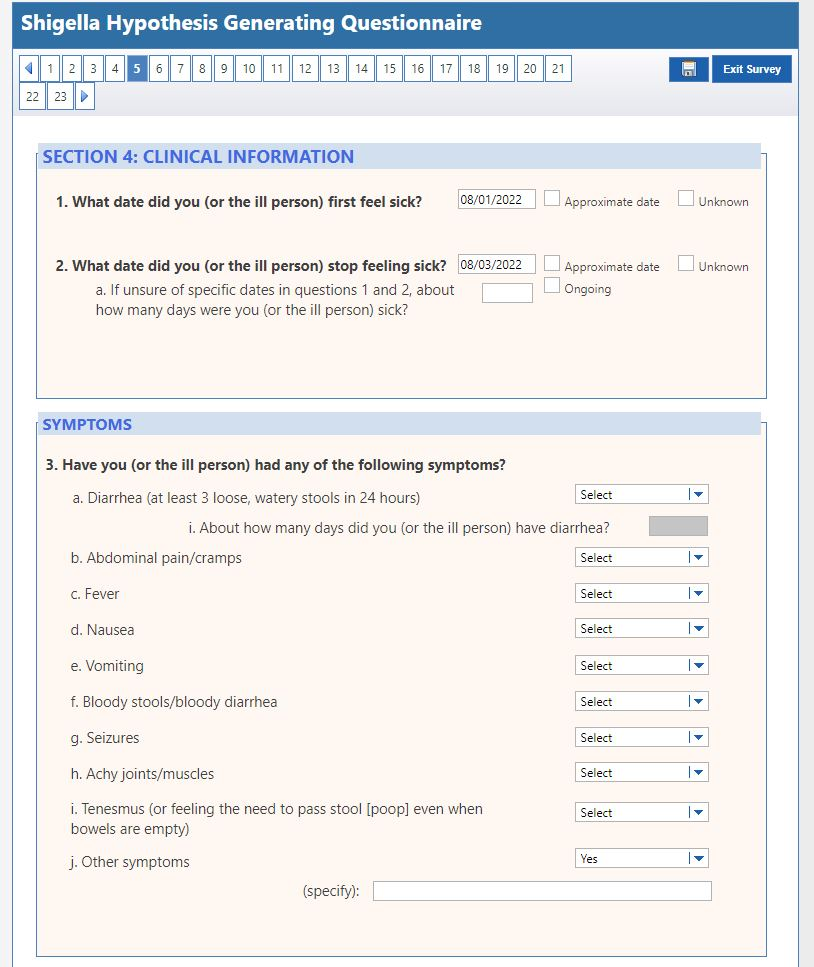 Shigella Hypothesis Generating Questionnaire
1 2 3 4 5 6 7 8 9 10 11 12 13 14 15 16 17 18 19 20 21
Exit Survey
22 23
SECTION 4: CLINICAL INFORMATION
1. What date did you (or the ill person) first feel sick? 08/01/2022 Approximate date Unknown
2. What date did you (or the ill person) stop feeling sick? 08/03/2022 Approximate date Unknown
a. If unsure of specific dates in questions 1 and 2, about Ongoing
how many days were you (or the ill person) sick?
SYMPTOMS
3. Have you (or the ill person) had any of the following symptoms?
a. Diarrhea (at least 3 loose, watery stools in 24 hours) Select
i. About how many days did you (or the ill person) have diarrhea?
b. Abdominal pain/cramps Select
c. Fever Select
d. Nausea Select
e. Vomiting Select
f. Bloody stools/bloody diarrhea Select
g. Seizures Select
h. Achy joints/muscles Select
i. Tenesmus (or feeling the need to pass stool [poop] even when Select
bowels are empty)
j. Other symptoms Yes
(specify):